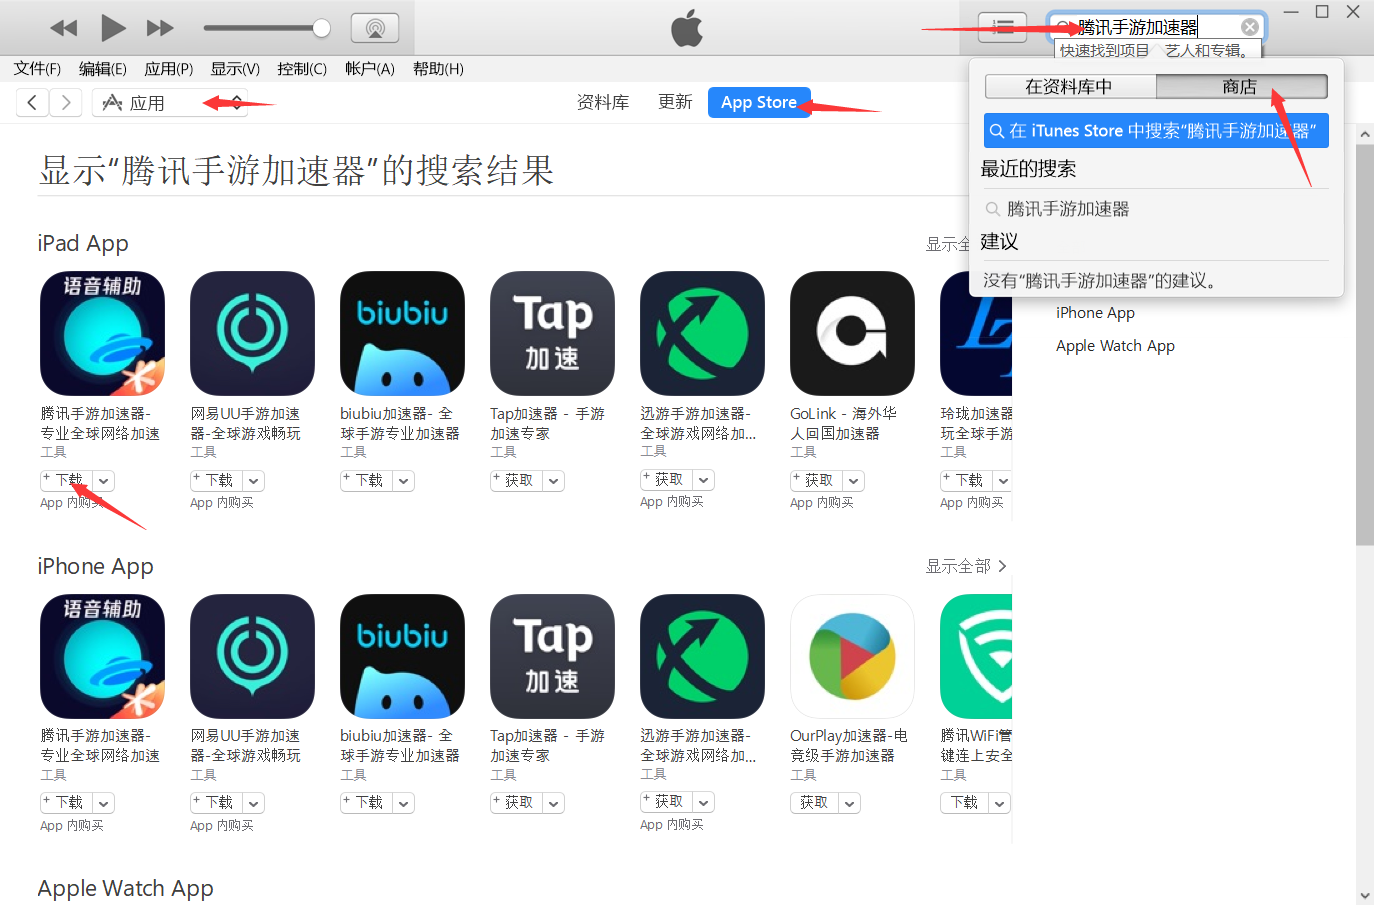 腾讯手游加速器
快速找到项目、艺人和专辑。
文件(F) 编辑(E) 应用(P) 显示(V) 控制(C) 帐户(A) 帮助(H)
在资料库中 商店
应用 资料库 更新 App Store
在 iTunes Store 中搜索“腾讯手游加速器”
最近的搜索
腾讯手游加速器
建议
没有“腾讯手游加速器”的建议。
显示“腾讯手游加速器”的搜索结果
iPhone App
Apple Watch App
iPad App 显示全
语音辅助
biubiu
Tap
加速
腾讯手游加速器-
专业全球网络加速
工具
+ 下载
App 内购买
网易UU手游加速
器-全球游戏畅玩
工具
+ 下载
App 内购买
biubiu加速器- 全
球手游专业加速器
工具
+ 下载
Tap加速器 - 手游
加速专家
工具
+ 获取
迅游手游加速器-
全球游戏网络加...
工具
+ 获取
App 内购买
GoLink - 海外华
人回国加速器
工具
+ 获取
App 内购买
玲珑加速器
玩全球手游
工具
+ 下载
App 内购买
iPhone App 显示全部
语音辅助
biubiu
Tap
加速
腾讯手游加速器-
专业全球网络加速
工具
+ 下载
App 内购买
网易UU手游加速
器-全球游戏畅玩
工具
+ 下载
App 内购买
biubiu加速器- 全
球手游专业加速器
工具
+ 下载
Tap加速器 - 手游
加速专家
工具
+ 获取
迅游手游加速器-
全球游戏网络加...
工具
+ 获取
App 内购买
OurPlay加速器-电
竞级手游加速器
工具
获取
腾讯WiFi管
键连上安全
工具
下载
Apple Watch App